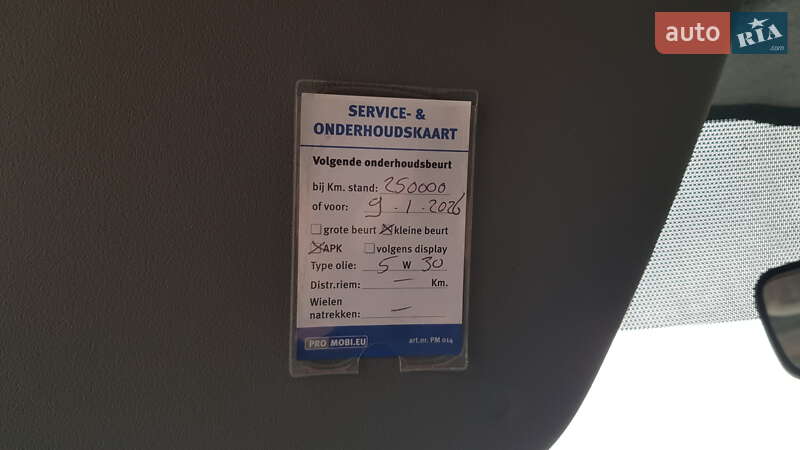 auto RIA.com
SERVICE- &
ONDERHOUDSKAART
Volgende onderhoudsbeurt
bij Km. stand: 250000
of voor: 9 - 1 - 2026
grote beurt kleine beurt
APK volgens display
Type olie: 5 W 30
Distr.riem: — Km.
Wielen
natrekken: —
PRO MOBI.EU art.nr. PM 014